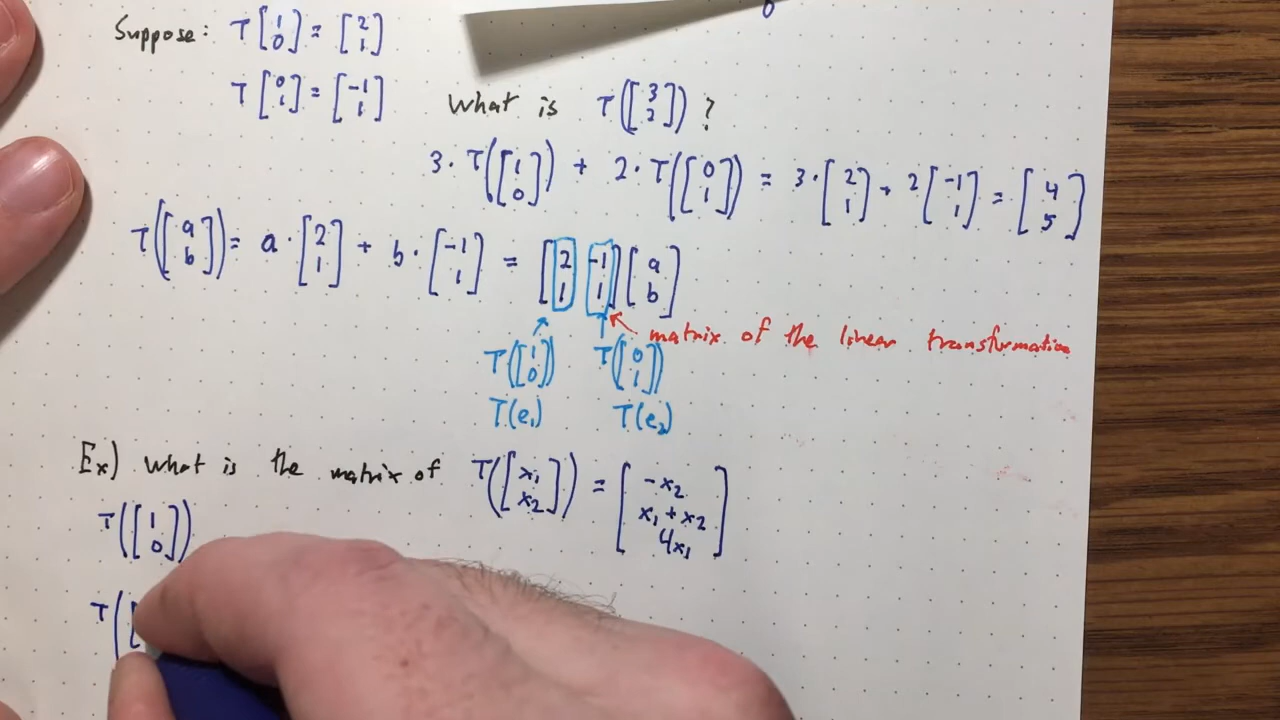 Suppose: T[1 0] = [2 1]
T[0 1] = [-1 1]
What is T([3 2])?
3·T([1 0]) + 2·T([0 1]) = 3·[2 1] + 2[-1 1] = [4 5]
T([a b]) = a·[2 1] + b·[-1 1] = [2 -1 1 1][a b]
matrix of the linear transformation
T([1 0]) T([0 1])
T(e₁) T(e₂)
Ex) What is the matrix of T([x₁ x₂]) = [-x₂ x₁+x₂ 4x₁]
T([1 0])
T([